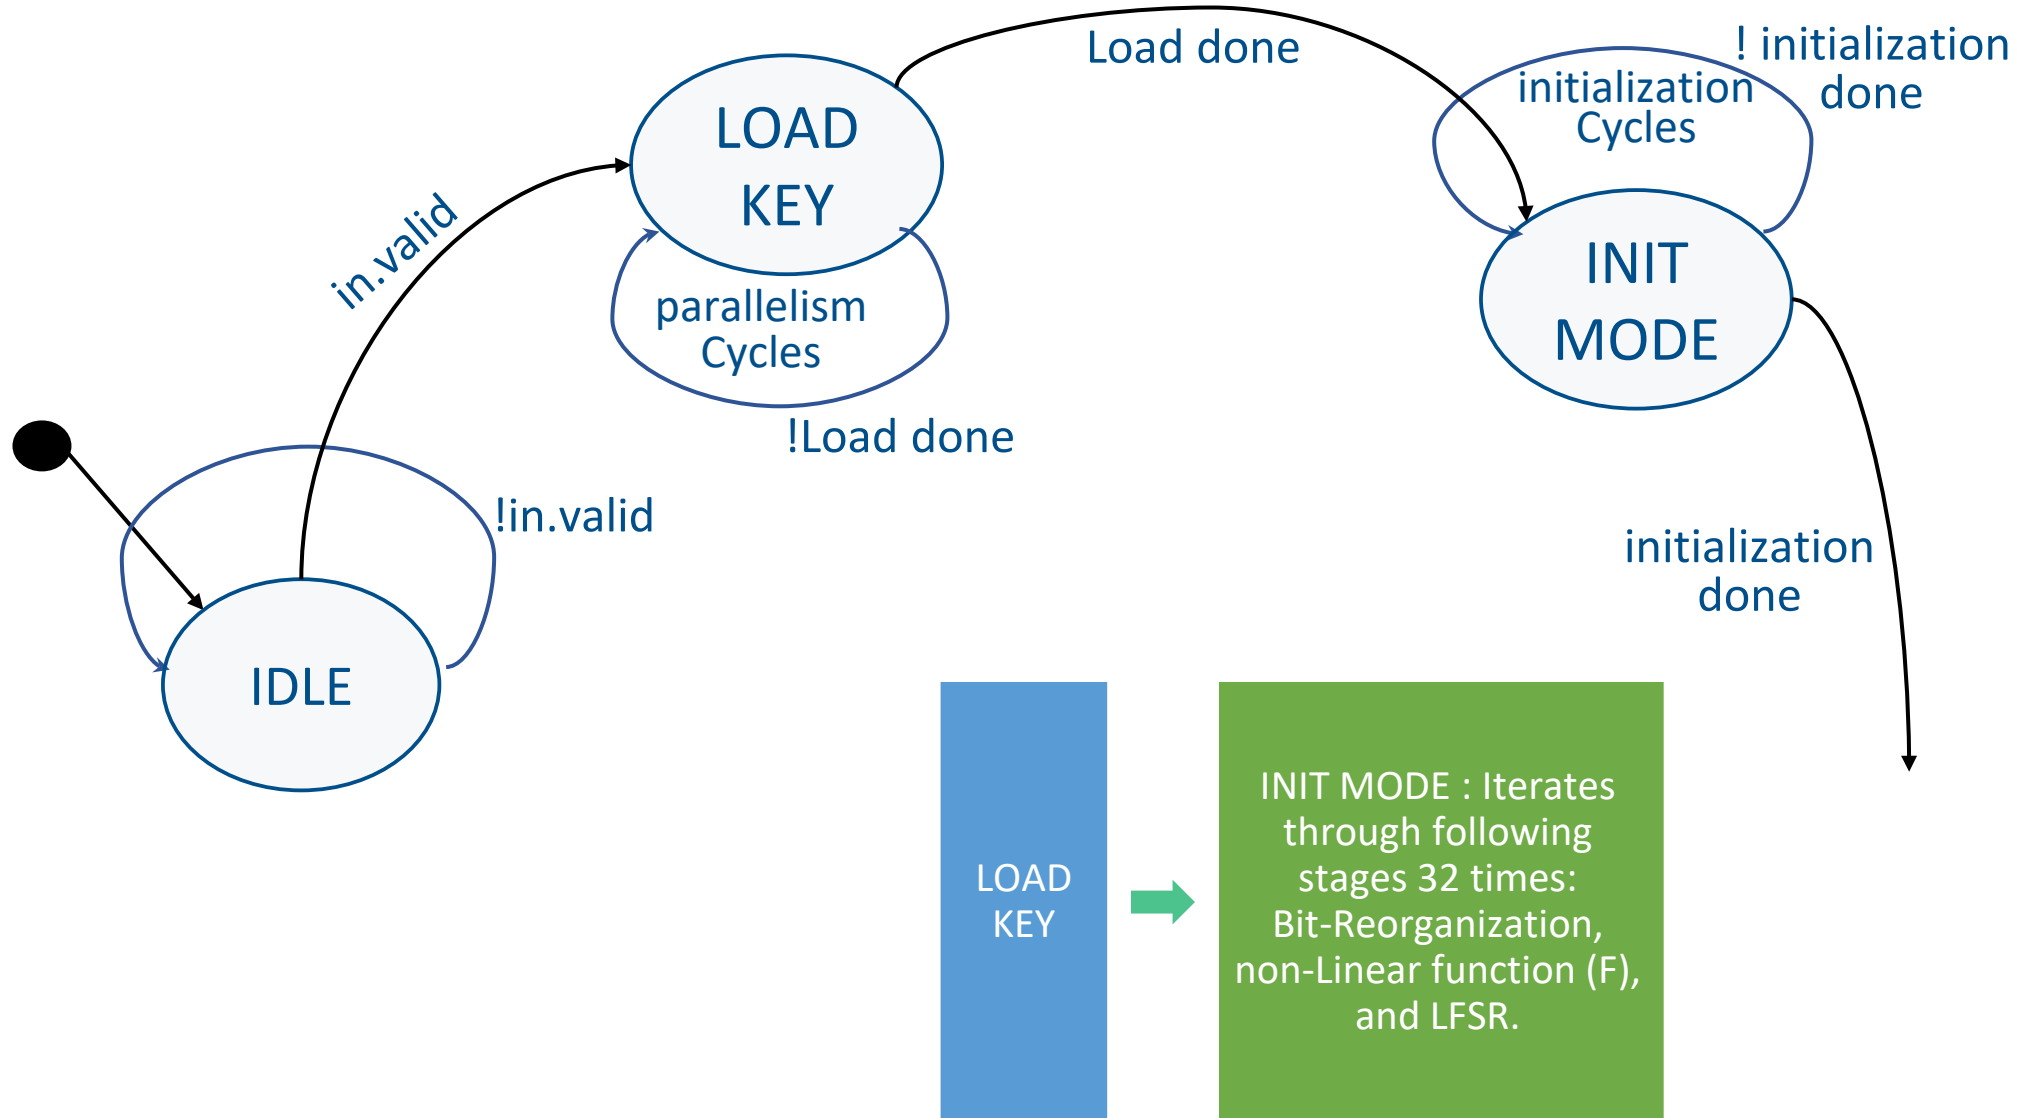 Load done
! initialization
done
initialization
Cycles
LOAD
KEY
in.valid
INIT
MODE
parallelism
Cycles
!Load done
!in.valid
initialization
done
IDLE
LOAD
KEY
INIT MODE : Iterates
through following
stages 32 times:
Bit-Reorganization,
non-Linear function (F),
and LFSR.